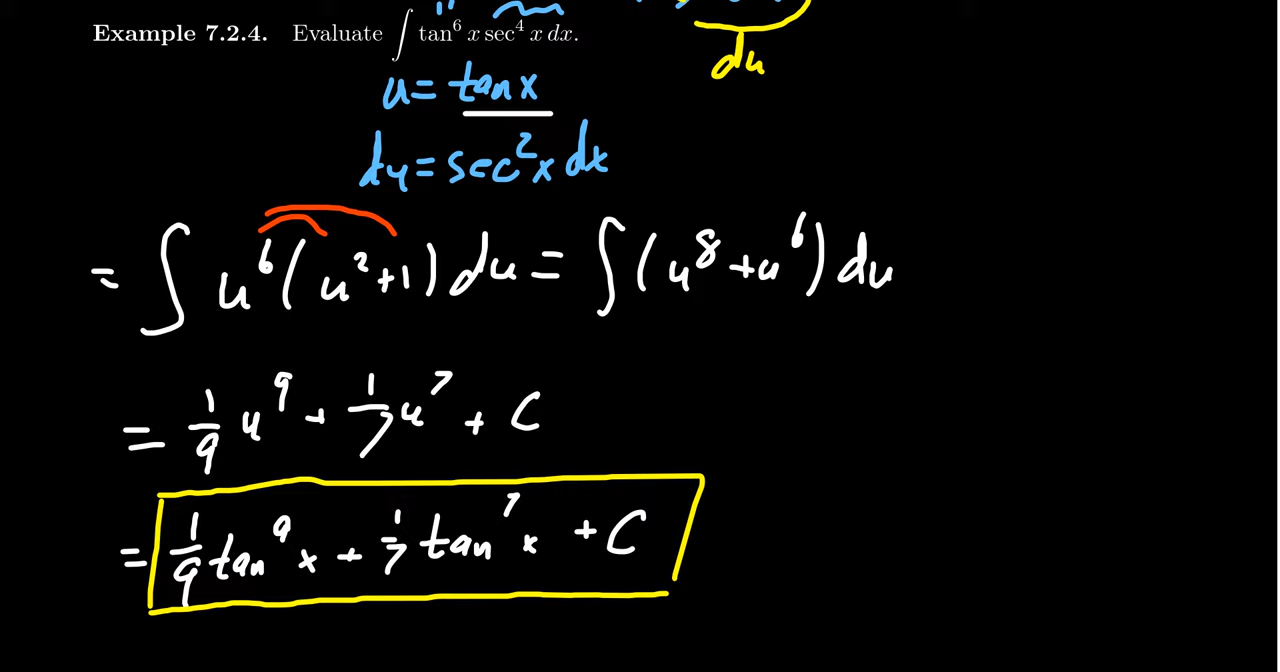 Example 7.2.4. Evaluate ∫ tan⁶ x sec⁴ x dx.
du
u = tan x
du = sec²x dx
= ∫ u⁶(u²+1) du = ∫ (u⁸+u⁶) du
= 1/9 u⁹ + 1/7 u⁷ + C
= 1/9 tan⁹ x + 1/7 tan⁷ x + C